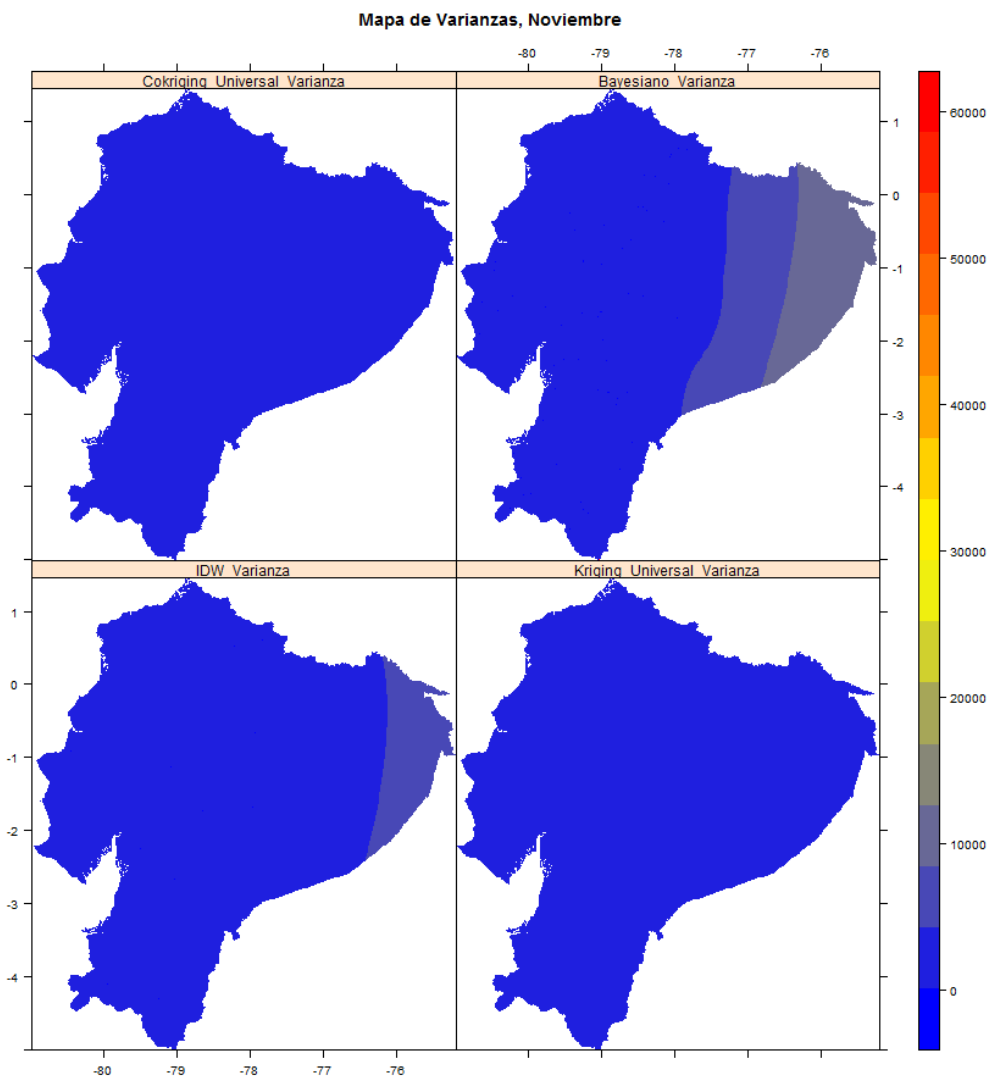 Mapa de Varianzas, Noviembre
-80 -79 -78 -77 -76
Cokriging Universal Varianza
Bayesiano Varianza
1
0
-1
-2
-3
-4
IDW Varianza
Kriging Universal Varianza
1
0
-1
-2
-3
-4
-80 -79 -78 -77 -76
60000
50000
40000
30000
20000
10000
0